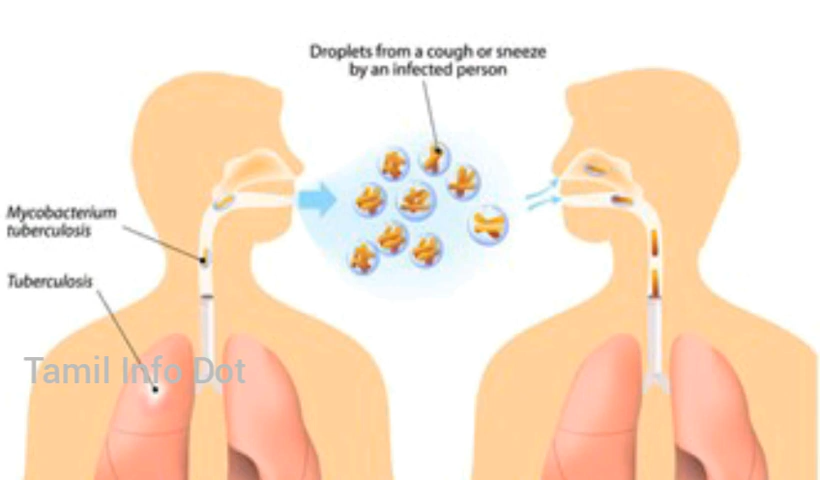 Droplets from a cough or sneeze
by an infected person
Mycobacterium
tuberculosis
Tuberculosis
Tamil Info Dot